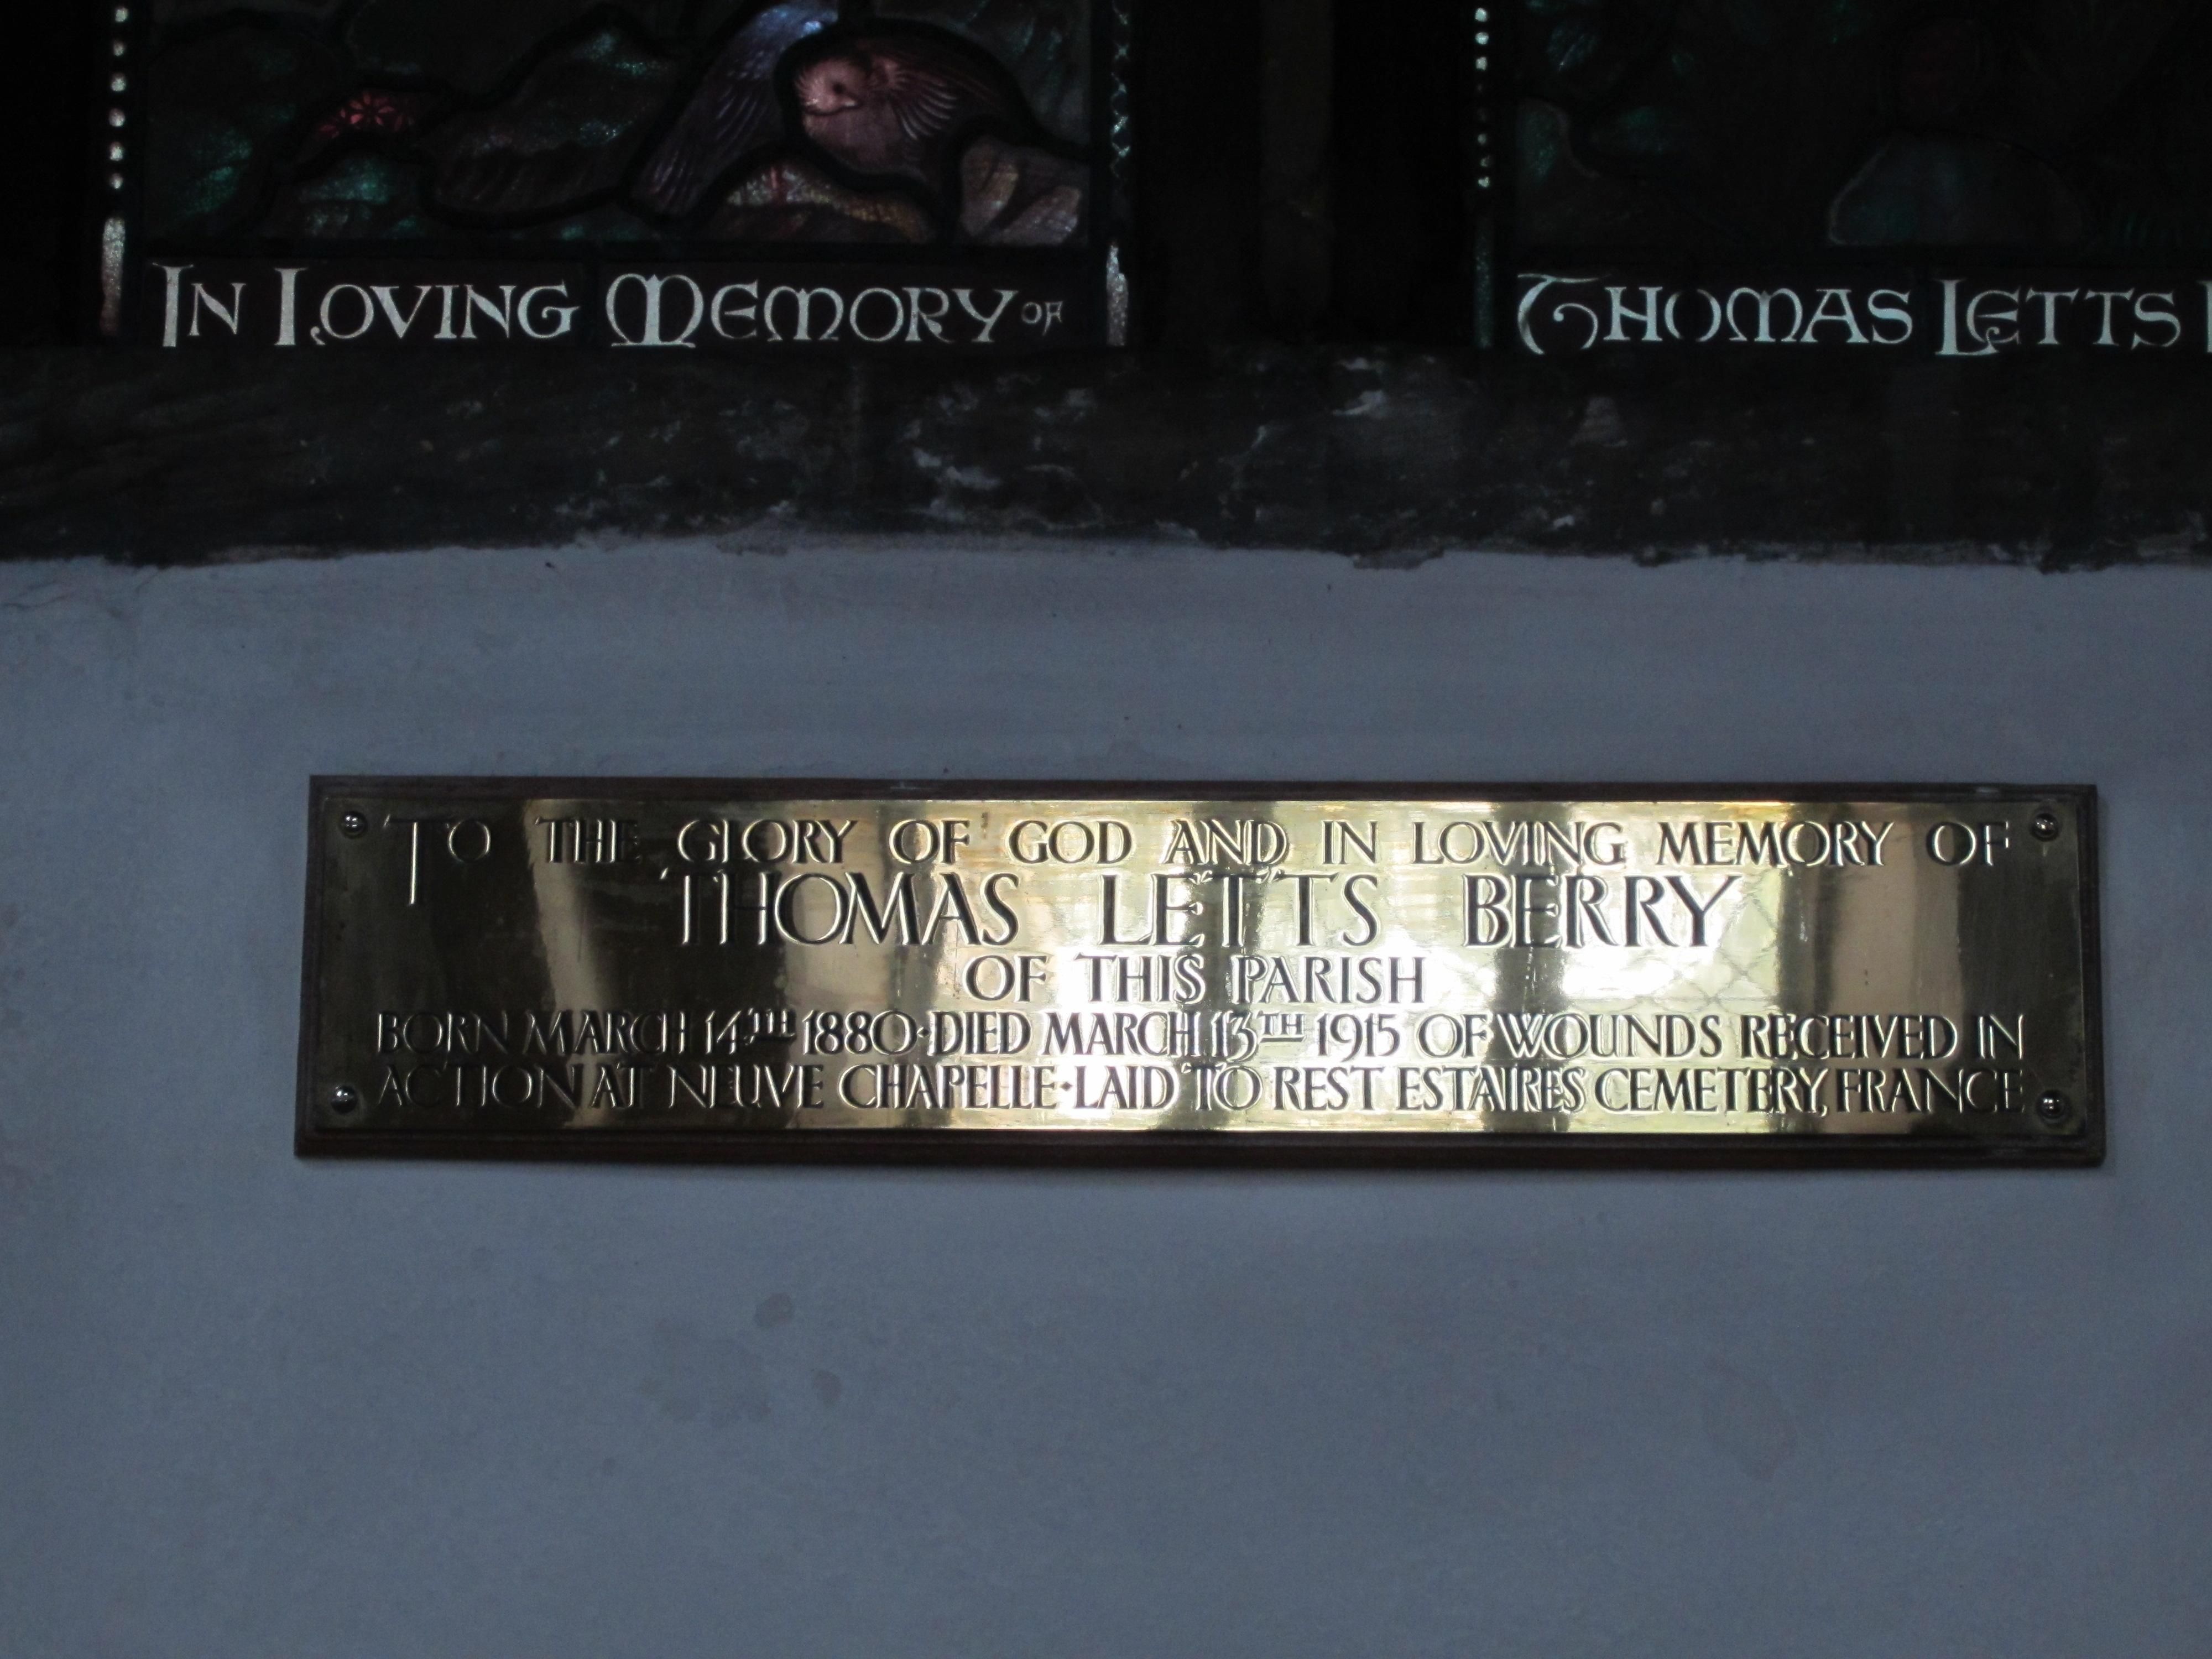 IN LOVING MEMORY OF
THOMAS LETTS
TO THE GLORY OF GOD AND IN LOVING MEMORY OF
THOMAS LETTS BERRY
OF THIS PARISH
BORN MARCH 14TH 1880·DIED MARCH 13TH 1915 OF WOUNDS RECEIVED IN
ACTION AT NEUVE CHAPELLE·LAID TO REST ESTAIRES CEMETERY, FRANCE